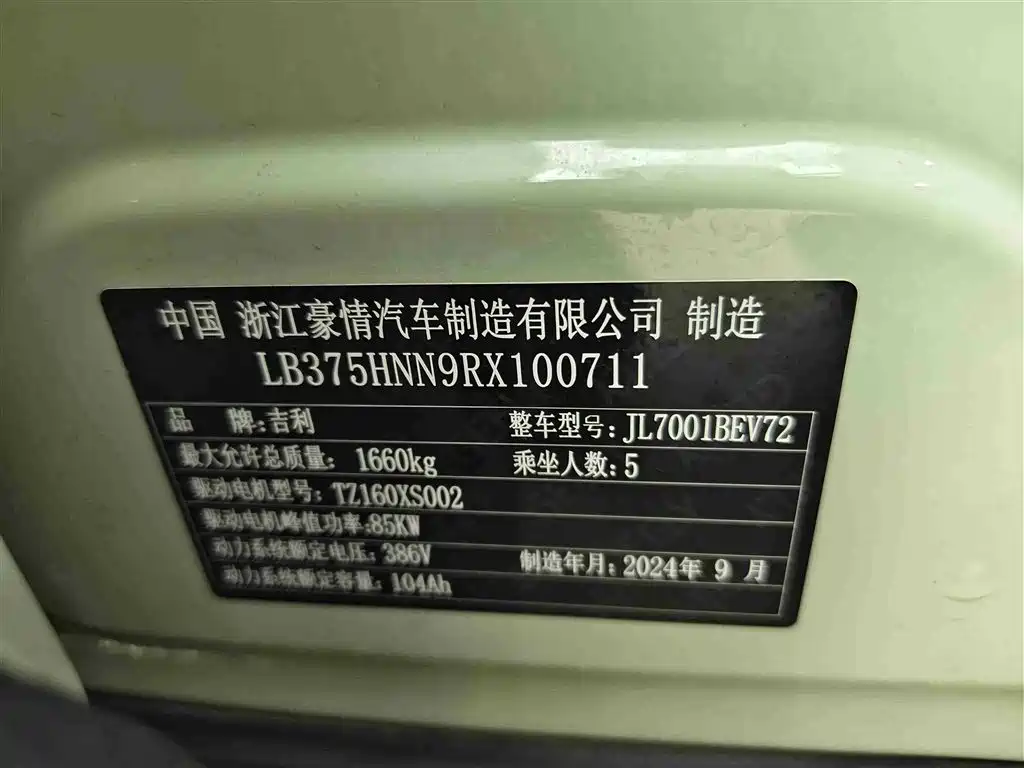 中国 浙江豪情汽车制造有限公司 制造
LB375HNN9RX100711
品 牌:吉利 整车型号:JL7001BEV72
最大允许总质量: 1660kg 乘坐人数:5
驱动电机型号: TZ160XS002
驱动电机峰值功率:85KW
动力系统额定电压: 386V 制造年月: 2024年 9 月
动力系统额定容量: 104Ah